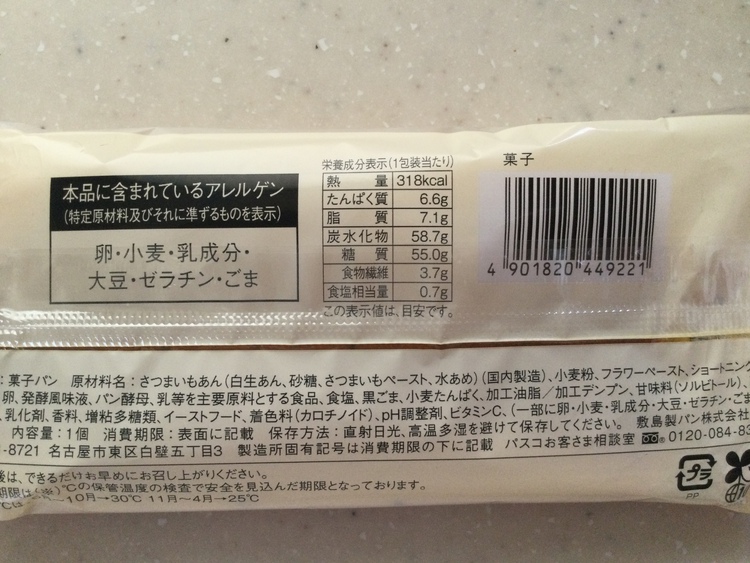 本品に含まれているアレルゲン
(特定原材料及びそれに準ずるものを表示)
卵・小麦・乳成分・
大豆・ゼラチン・ごま
栄養成分表示(1包装当たり)
熱量 318kcal
たんぱく質 6.6g
脂質 7.1g
炭水化物 58.7g
糖質 55.0g
食物繊維 3.7g
食塩相当量 0.7g
この表示値は、目安です。
菓子
4 901820 449221
:菓子パン 原材料名:さつまいもあん(白生あん、砂糖、さつまいもペースト、水あめ)(国内製造)、小麦粉、フラワーペースト、ショートニング
卵、発酵風味液、パン酵母、乳等を主要原料とする食品、食塩、黒ごま、小麦たんぱく、加工油脂/加工デンプン、甘味料(ソルビトール)、
乳化剤、香料、増粘多糖類、イーストフード、着色料(カロチノイド)、pH調整剤、ビタミンC、(一部に卵・小麦・乳成分・大豆・ゼラチン・ごま
内容量:1個 消費期限:表面に記載 保存方法:直射日光、高温多湿を避けて保存してください。 敷島製パン株式会社
-8721 名古屋市東区白壁五丁目3 製造所固有記号は消費期限の下に記載 パスコお客さま相談室 0120-084-83
後は、できるだけお早めにお召し上がりください。
期限は(※)℃の保管温度の検査で安全を見込んだ期限となっております。
～10月→30℃ 11月～4月→25℃
プラ
PP